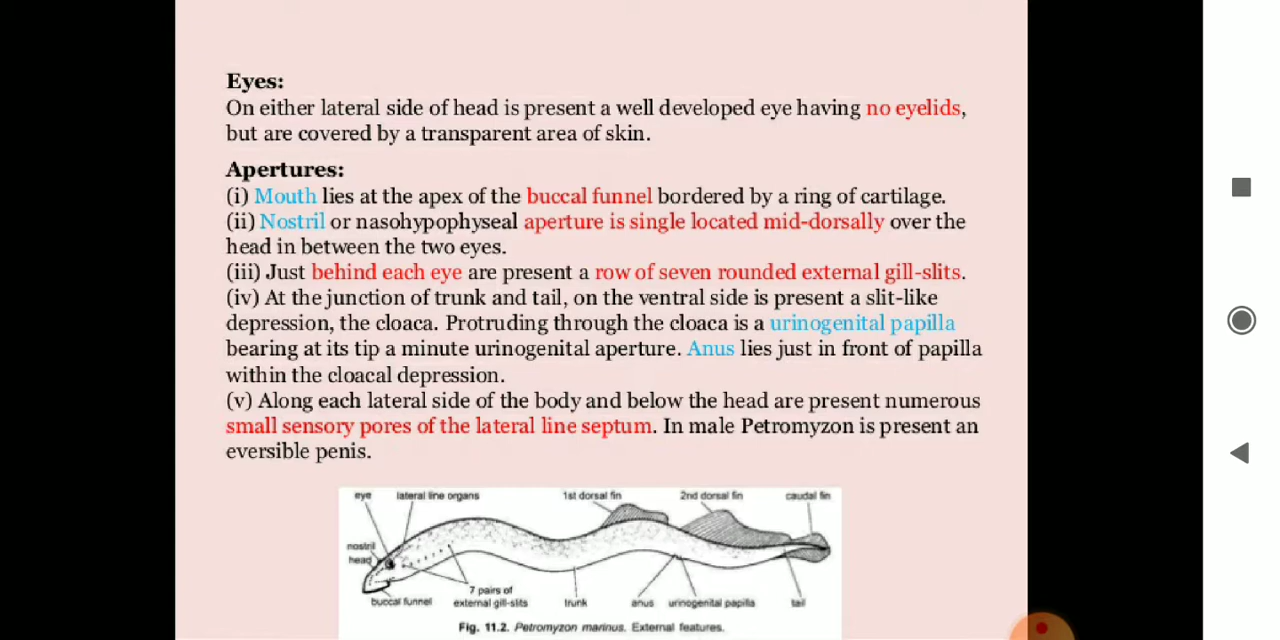 Eyes:
On either lateral side of head is present a well developed eye having no eyelids,
but are covered by a transparent area of skin.
Apertures:
(i) Mouth lies at the apex of the buccal funnel bordered by a ring of cartilage.
(ii) Nostril or nasohypophyseal aperture is single located mid-dorsally over the
head in between the two eyes.
(iii) Just behind each eye are present a row of seven rounded external gill-slits.
(iv) At the junction of trunk and tail, on the ventral side is present a slit-like
depression, the cloaca. Protruding through the cloaca is a urinogenital papilla
bearing at its tip a minute urinogenital aperture. Anus lies just in front of papilla
within the cloacal depression.
(v) Along each lateral side of the body and below the head are present numerous
small sensory pores of the lateral line septum. In male Petromyzon is present an
eversible penis.
eye lateral line organs 1st dorsal fin 2nd dorsal fin caudal fin
nostril
head
7 pairs of
buccal funnel external gill-slits trunk anus urinogenital papilla tail
Fig. 11.2. Petromyzon marinus. External features.